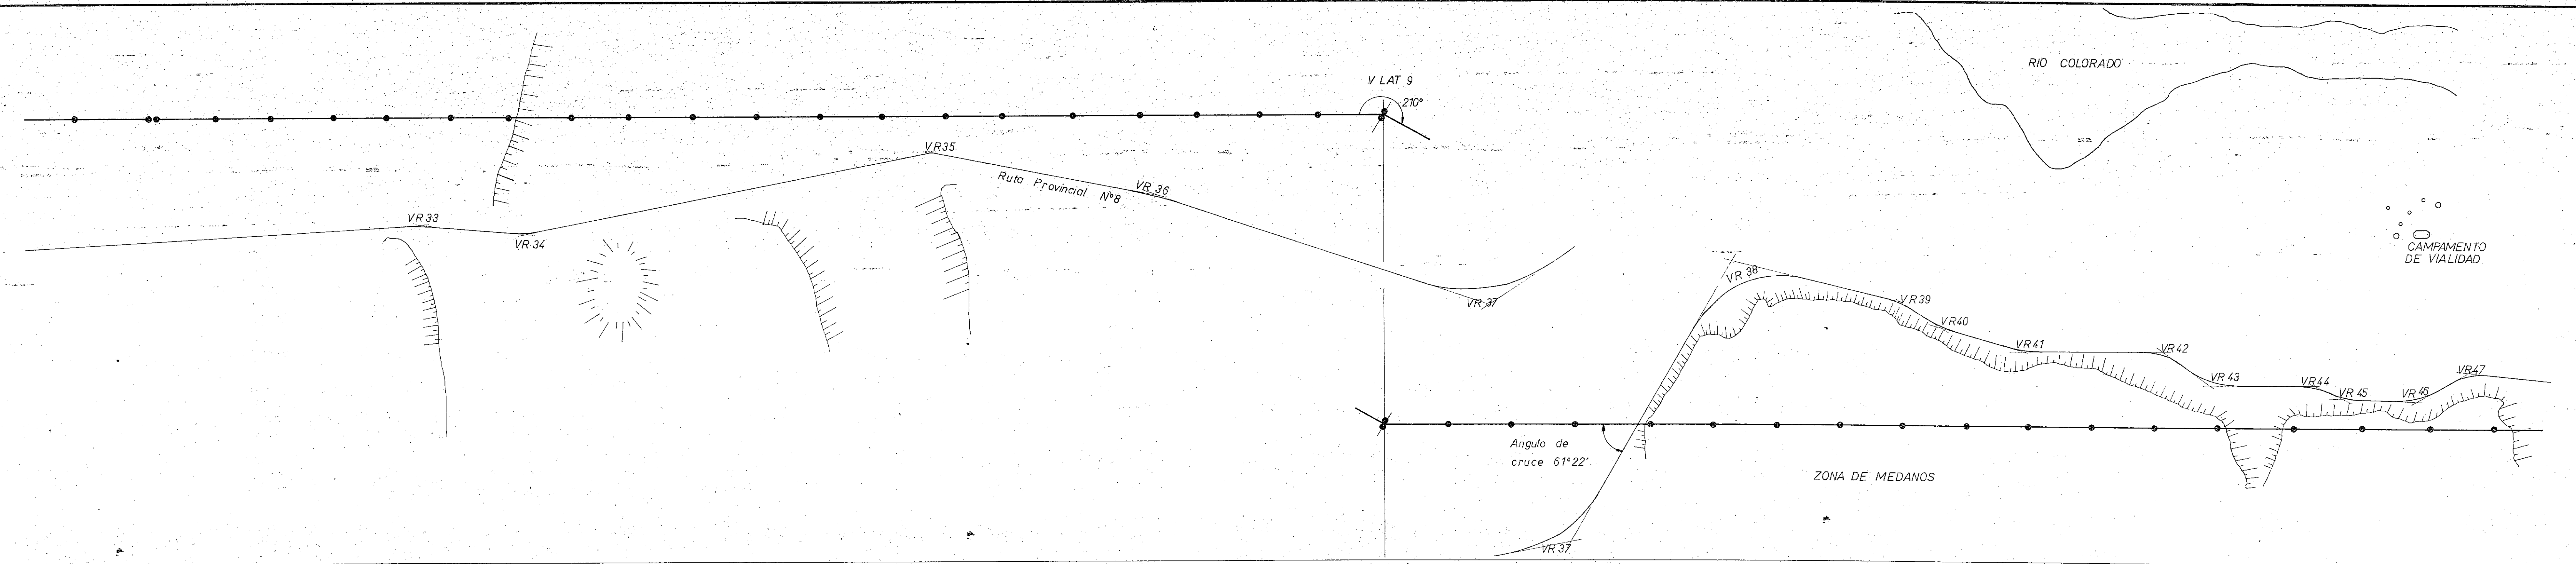 RIO COLORADO
V LAT 9
210°
VR35
VR 36
Ruta Provincial N°8
VR 33
VR 34
CAMPAMENTO
DE VIALIDAD
VR 38
VR 37
VR39
VR40
VR41
VR42
VR 43
VR44
VR 45
VR 46
VR47
Angulo de
cruce 61°22'
ZONA DE MEDANOS
VR 37